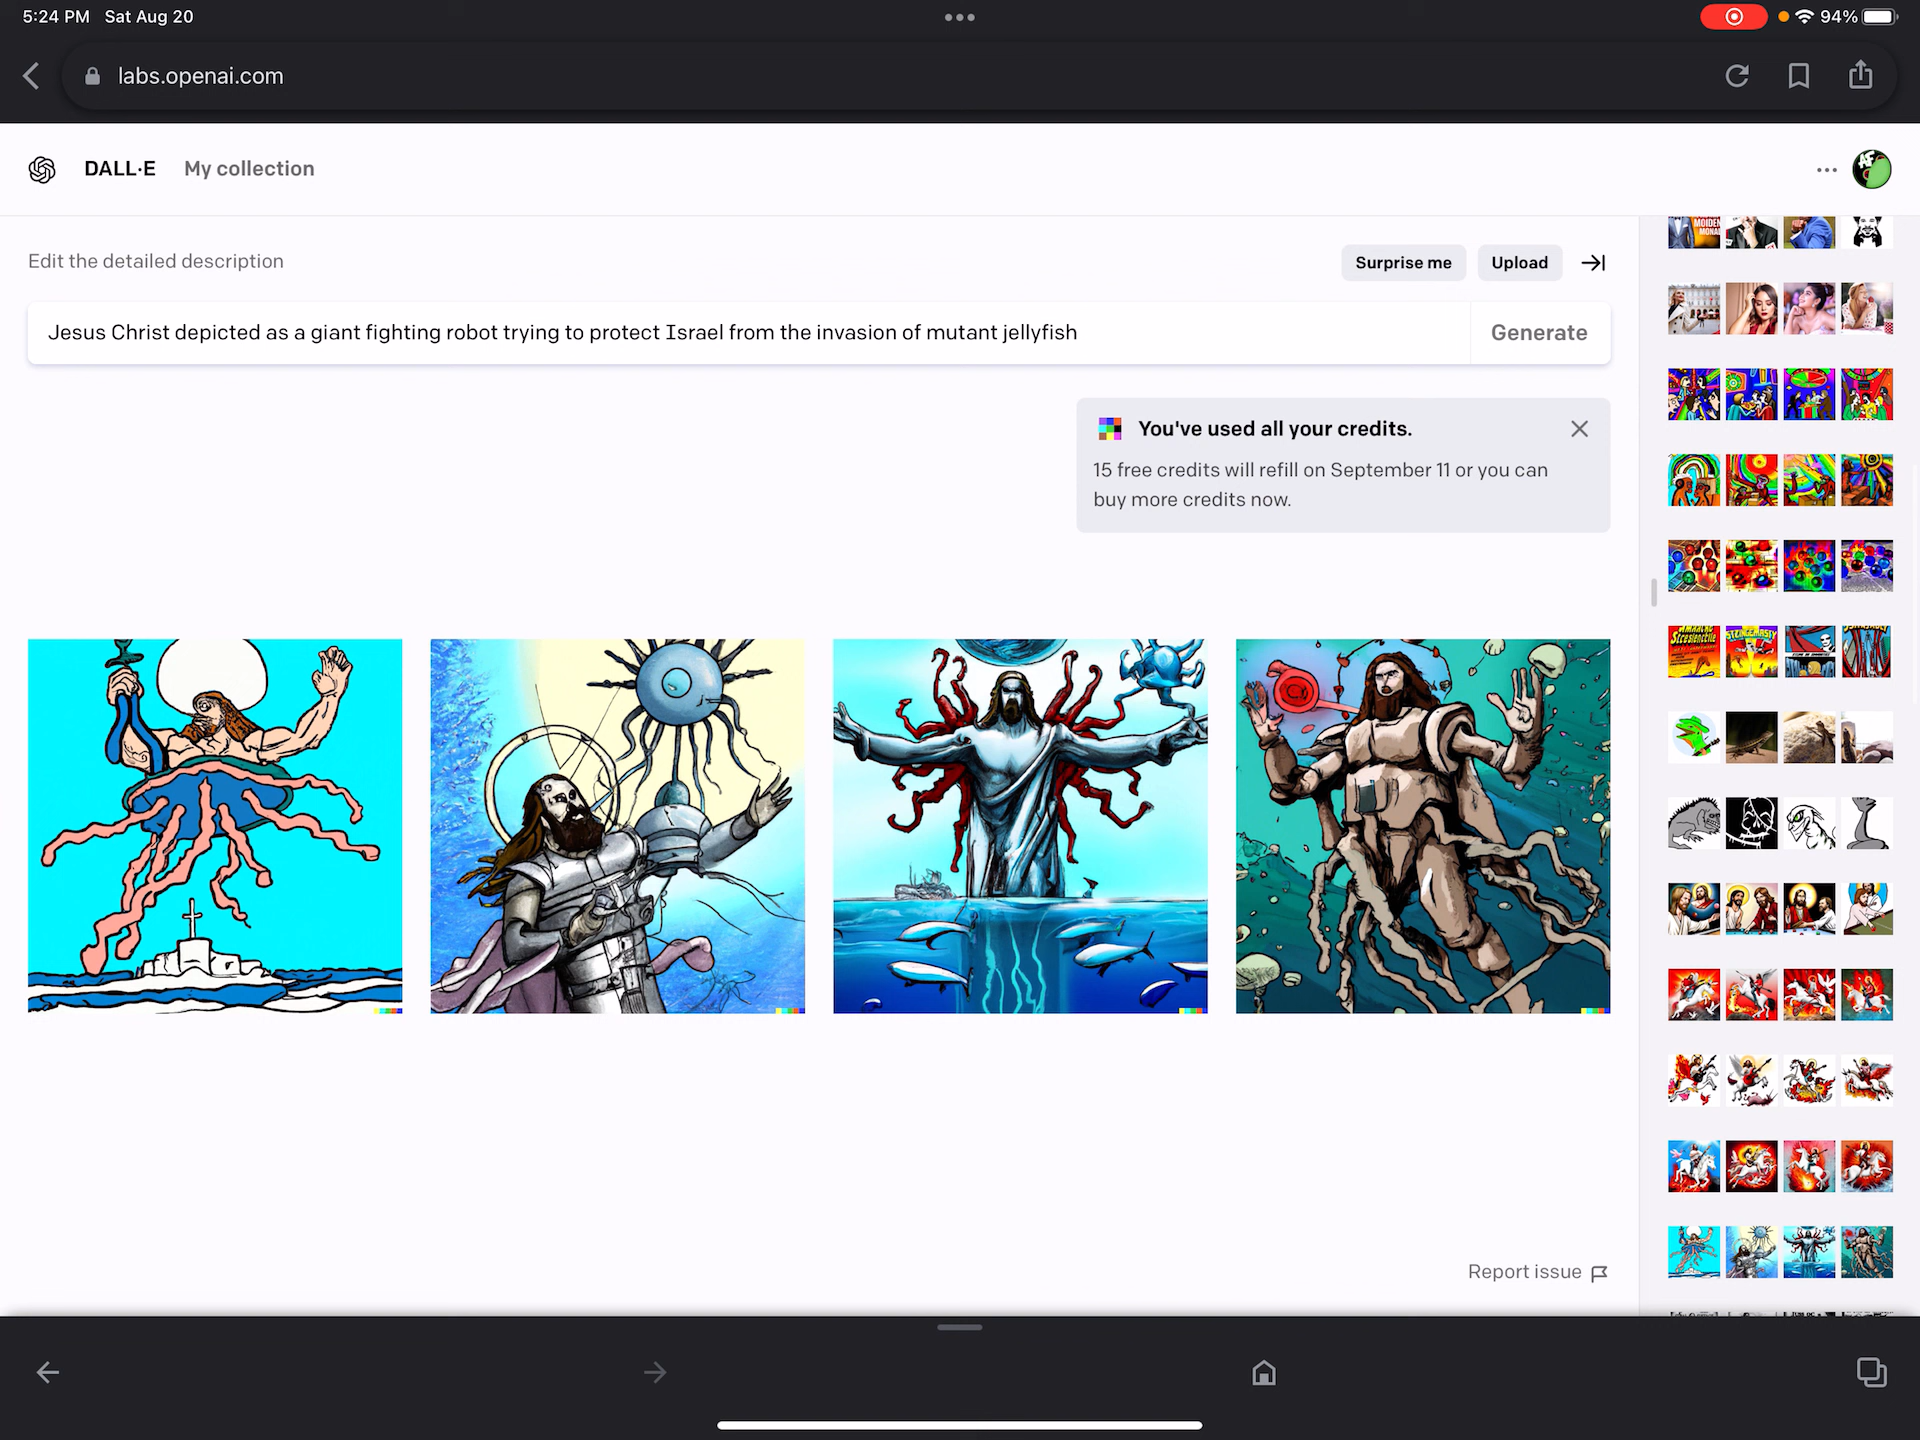 5:24 PM Sat Aug 20
94%
labs.openai.com
DALL·E My collection
Edit the detailed description
Surprise me
Upload
Jesus Christ depicted as a giant fighting robot trying to protect Israel from the invasion of mutant jellyfish
Generate
You've used all your credits.
15 free credits will refill on September 11 or you can
buy more credits now.
Report issue